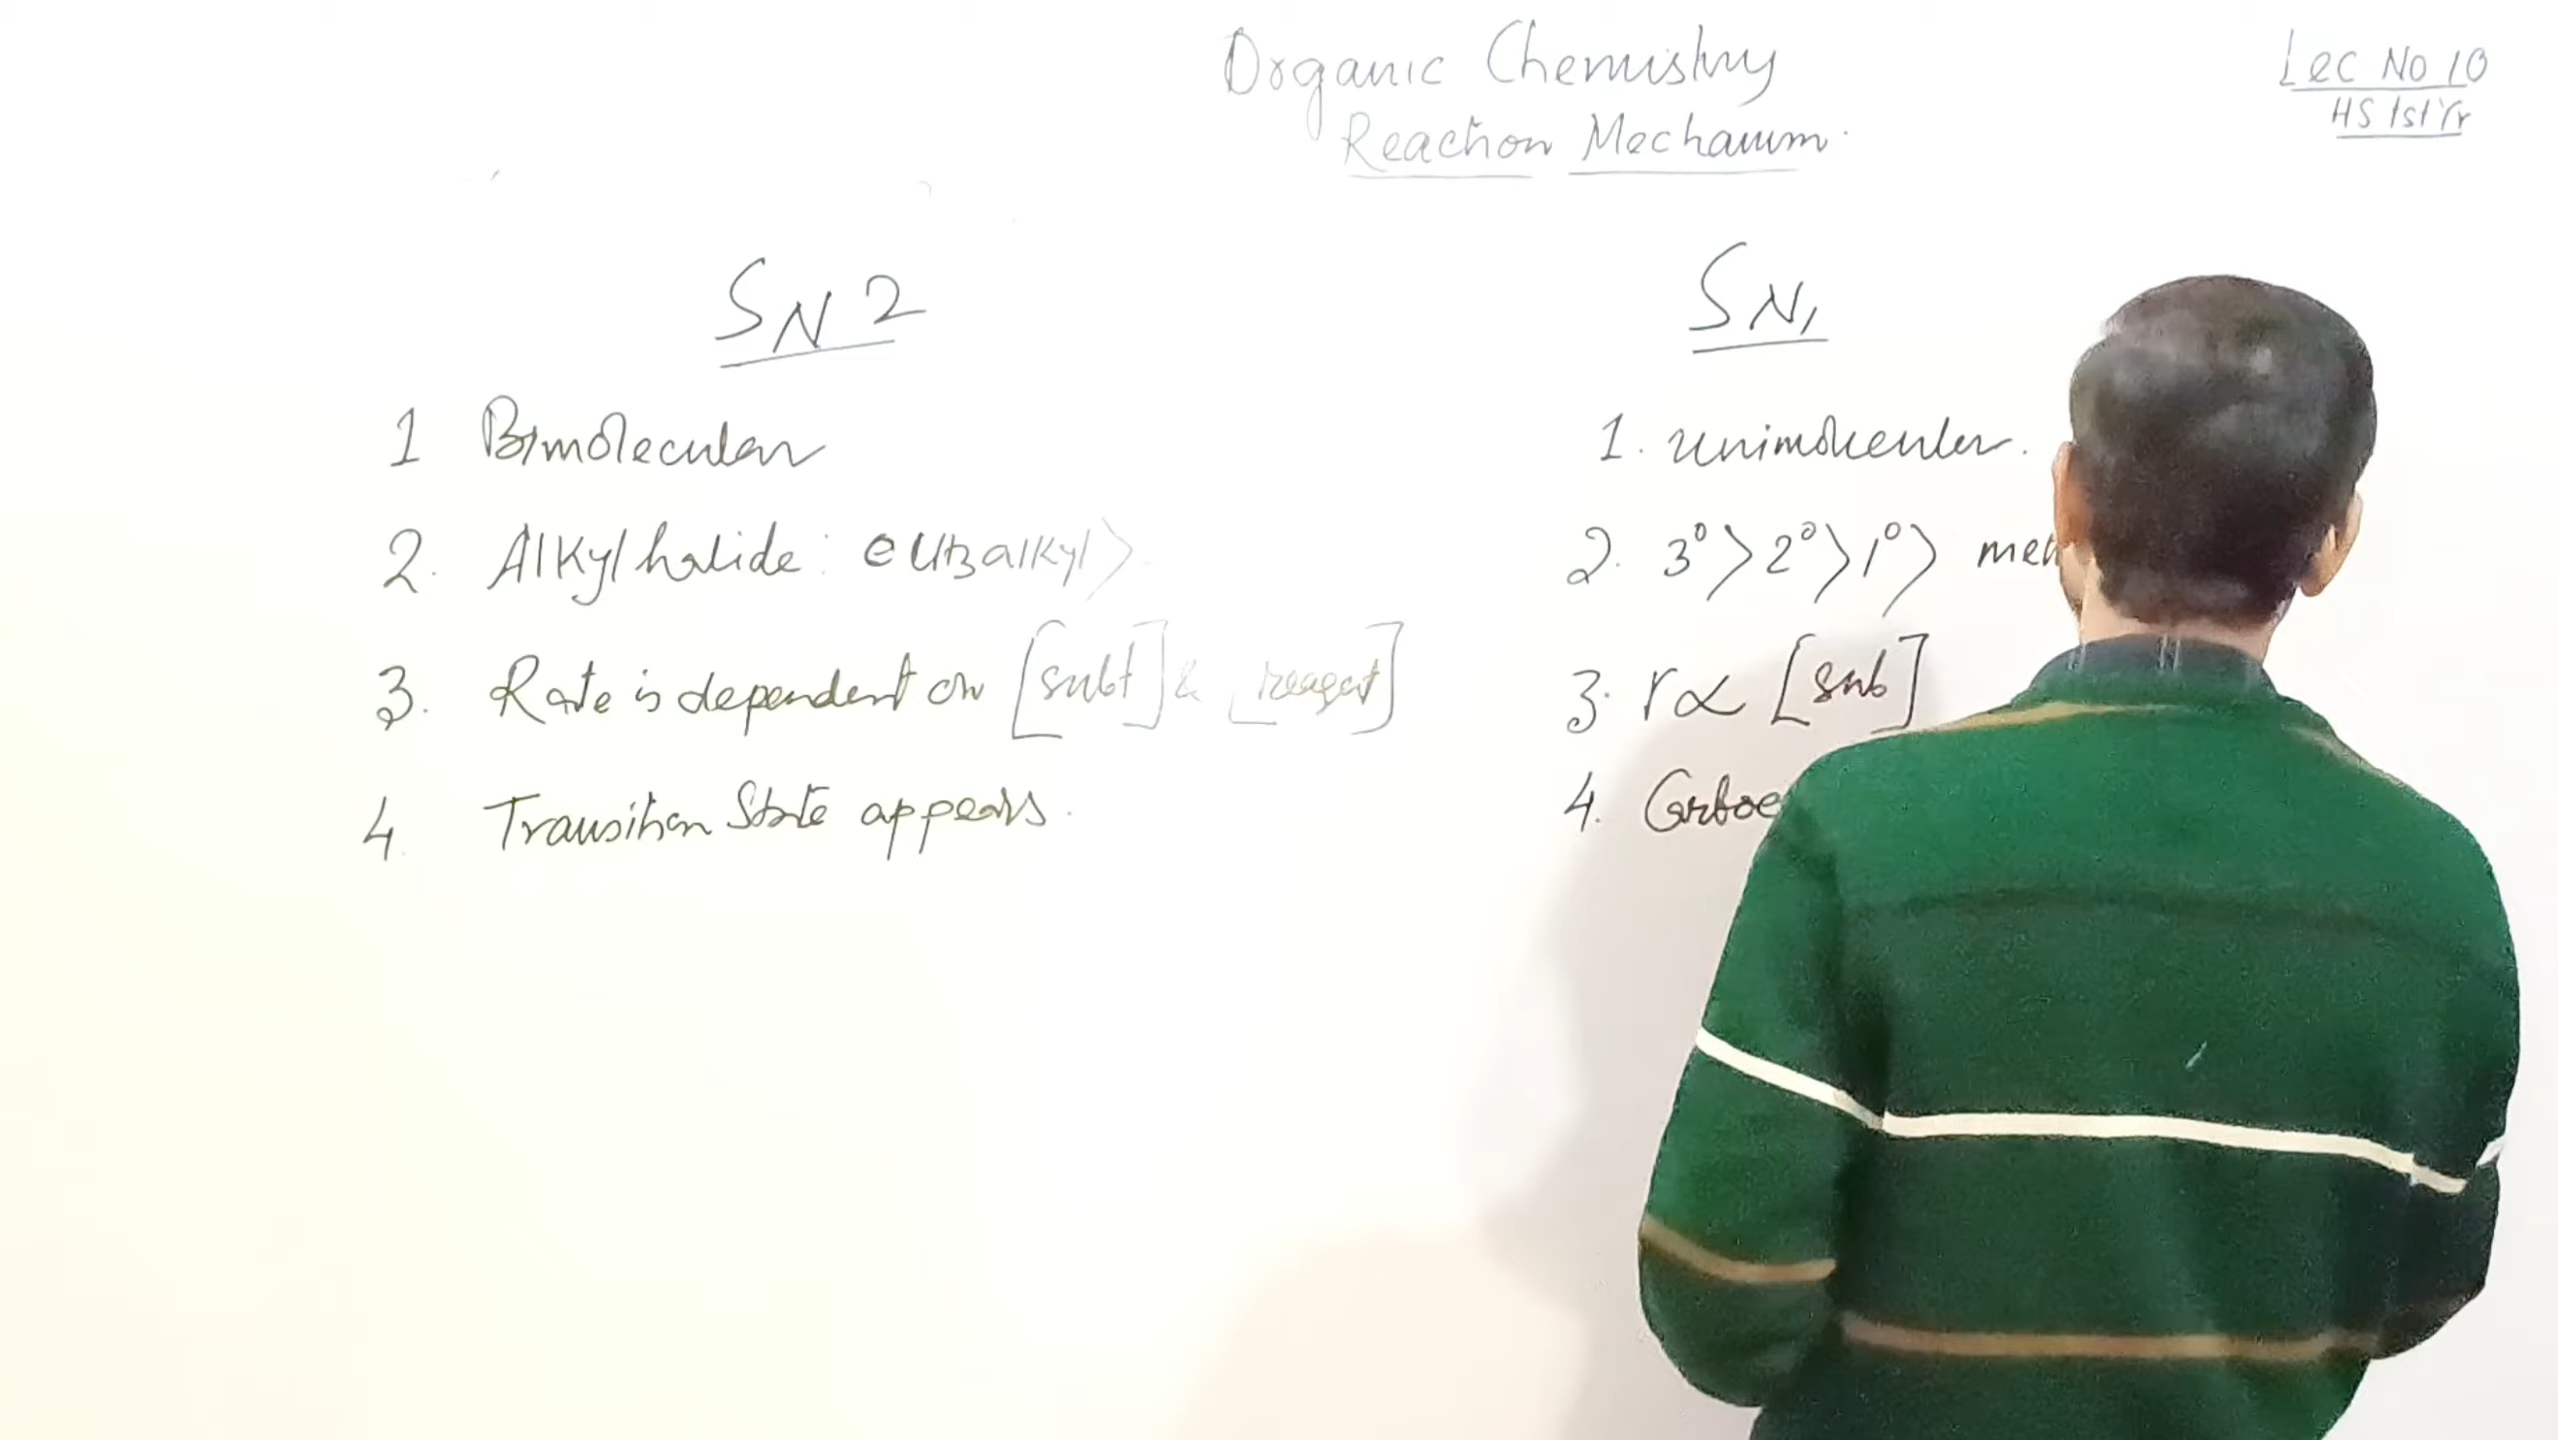 Organic Chemistry
Reaction Mechanism.
Lec No 10
HS 1st Yr
SN2
1 Bimolecular
2. Alkyl halide: CH3 alkyl >
3. Rate is dependent on [subt] & [reagent]
4. Transition State appears.
SN1
1. unimolecular.
2. 3° > 2° > 1° > met
3. r ∝ [sub]
4. Carboc